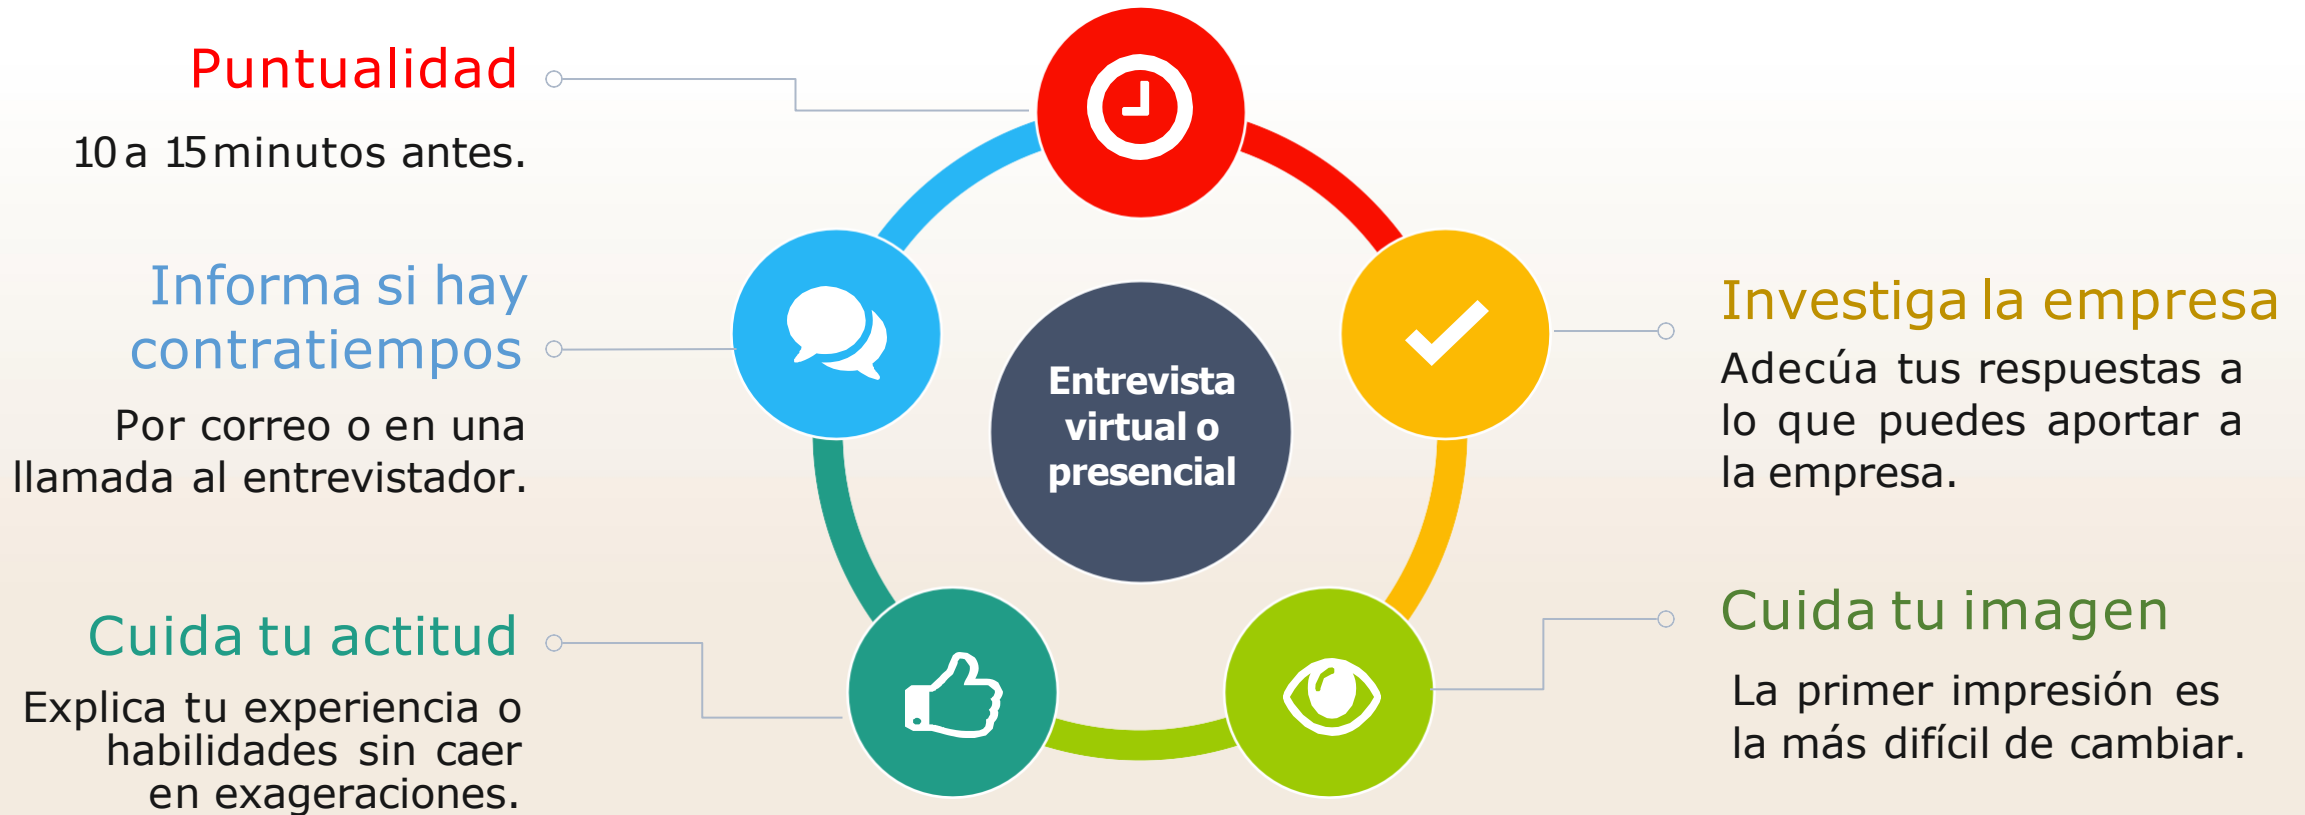 Puntualidad
10 a 15 minutos antes.
Informa si hay
contratiempos
Por correo o en una
llamada al entrevistador.
Cuida tu actitud
Explica tu experiencia o
habilidades sin caer
en exageraciones.
Entrevista
virtual o
presencial
Investiga la empresa
Adecúa tus respuestas a
lo que puedes aportar a
la empresa.
Cuida tu imagen
La primer impresión es
la más difícil de cambiar.